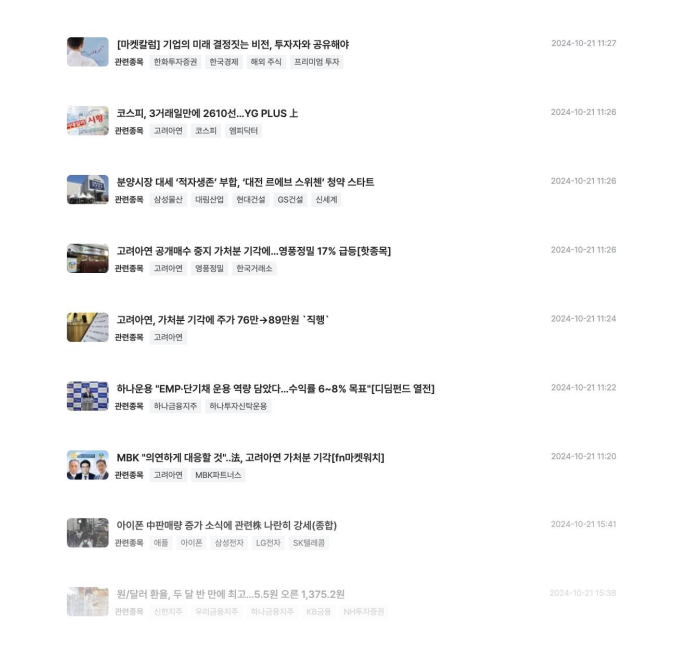 [마켓칼럼] 기업의 미래 결정짓는 비전, 투자자와 공유해야
2024-10-21 11:27
관련종목 한화투자증권 한국경제 해외 주식 프리미엄 투자
코스피, 3거래일만에 2610선...YG PLUS 上
2024-10-21 11:26
관련종목 고려아연 코스피 엠피닥터
분양시장 대세 ‘적자생존’ 부합, ‘대전 르에브 스위첸’ 청약 스타트
2024-10-21 11:26
관련종목 삼성물산 대림산업 현대건설 GS건설 신세계
고려아연 공개매수 중지 가처분 기각에...영풍정밀 17% 급등[핫종목]
2024-10-21 11:26
관련종목 고려아연 영풍정밀 한국거래소
고려아연, 가처분 기각에 주가 76만→89만원 `직행`
2024-10-21 11:24
관련종목 고려아연
하나운용 "EMP·단기채 운용 역량 담았다...수익률 6~8% 목표"[디딤펀드 열전]
2024-10-21 11:22
관련종목 하나금융지주 하나투자신탁운용
MBK "의연하게 대응할 것"..法, 고려아연 가처분 기각[fn마켓워치]
2024-10-21 11:20
관련종목 고려아연 MBK파트너스
아이폰 中판매량 증가 소식에 관련株 나란히 강세(종합)
2024-10-21 15:41
관련종목 애플 아이폰 삼성전자 LG전자 SK텔레콤
원/달러 환율, 두 달 반 만에 최고...5.5원 오른 1,375.2원
2024-10-21 15:38
관련종목 신한지주 우리금융지주 하나금융지주 KB금융 NH투자증권